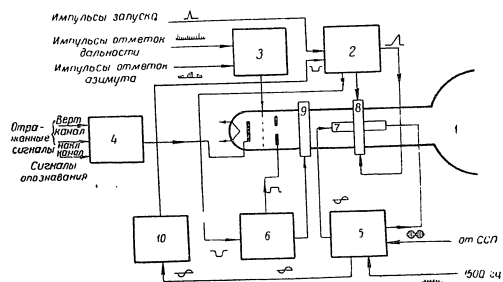 Импульсы запуска
Импульсы отметок
дальности
Импульсы отметок
азимута
Отра-
женные
сигналы
Верт
канал
накл
канал
Сигналы
опознавания
3
2
4
9
8
7
1
10
6
5
от ССП
1500 гц